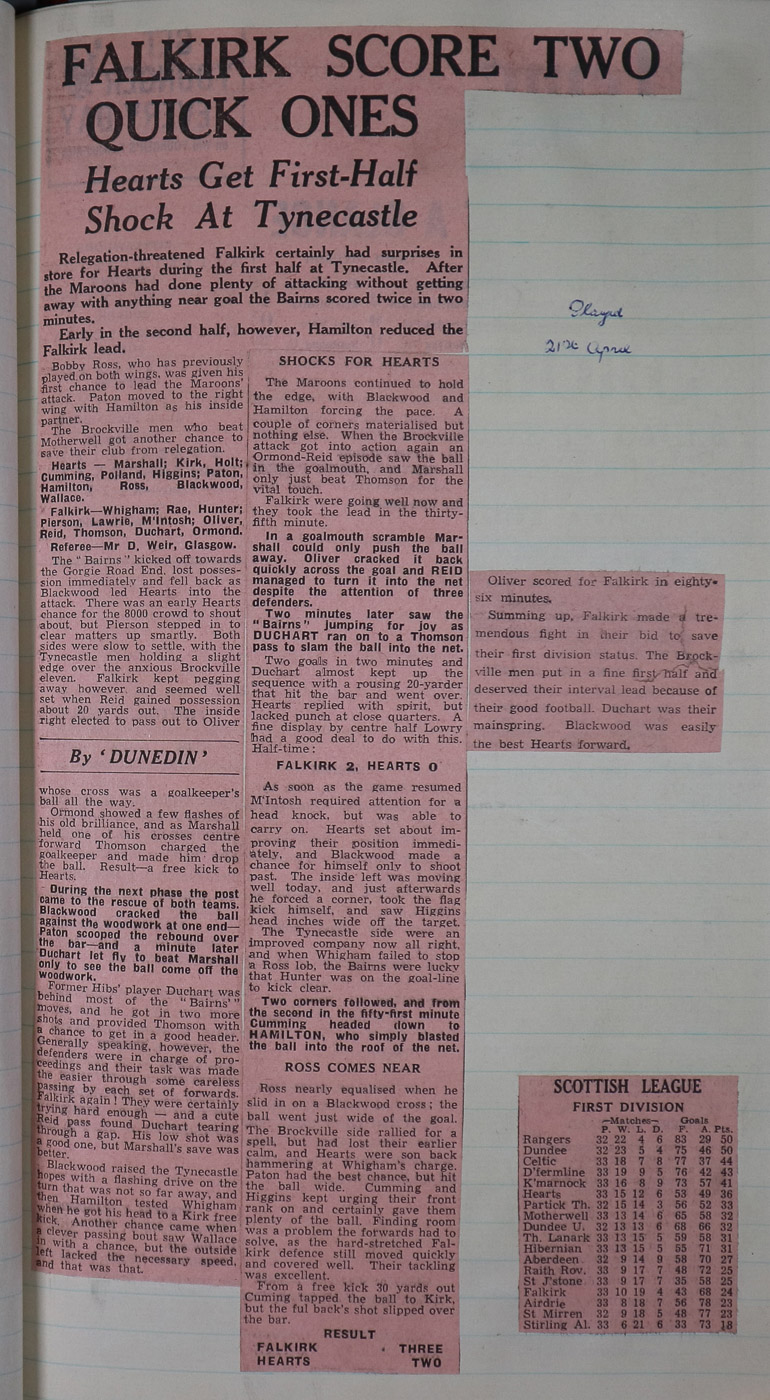 FALKIRK SCORE TWO
QUICK ONES
Hearts Get First-Half
Shock At Tynecastle
Relegation-threatened Falkirk certainly had surprises in
store for Hearts during the first half at Tynecastle. After
the Maroons had done plenty of attacking without getting
away with anything near goal the Bairns scored twice in two
minutes.
Early in the second half, however, Hamilton reduced the
Falkirk lead.
Bobby Ross, who has previously
played on both wings, was given his
first chance to lead the Maroons'
attack. Paton moved to the right
wing with Hamilton as his inside
partner.
The Brockville men who beat
Motherwell got another chance to
save their club from relegation.
Hearts — Marshall; Kirk, Holt;
Cumming, Polland, Higgins; Paton,
Hamilton, Ross, Blackwood,
Wallace.
Falkirk—Whigham; Rae, Hunter;
Pierson, Lawrie, M'Intosh; Oliver,
Reid, Thomson, Duchart, Ormond.
Referee—Mr D. Weir, Glasgow.
The "Bairns" kicked off towards
the Gorgie Road End, lost posses-
sion immediately and fell back as
Blackwood led Hearts into the
attack. There was an early Hearts
chance for the 8000 crowd to shout
about, but Pierson stepped in to
clear matters up smartly. Both
sides were slow to settle, with the
Tynecastle men holding a slight
edge over the anxious Brockville
eleven. Falkirk kept pegging
away however, and seemed well
set when Reid gained possession
about 20 yards out. The inside
right elected to pass out to Oliver
By 'DUNEDIN'
whose cross was a goalkeeper's
ball all the way.
Ormond showed a few flashes of
his old brilliance, and as Marshall
held one of his crosses centre
forward Thomson charged the
goalkeeper and made him drop
the ball. Result—a free kick to
Hearts.
During the next phase the post
came to the rescue of both teams.
Blackwood cracked the ball
against the woodwork at one end—
Paton scooped the rebound over
the bar—and a minute later
Duchart let fly to beat Marshall
only to see the ball come off the
woodwork.
Former Hibs' player Duchart was
behind most of the "Bairns'"
moves, and he got in two more
shots and provided Thomson with
a chance to get in a good header.
Generally speaking, however, the
defenders were in charge of pro-
ceedings and their task was made
the easier through some careless
passing by each set of forwards.
Falkirk again! They were certainly
trying hard enough — and a cute
Reid pass found Duchart tearing
through a gap. His low shot was
a good one, but Marshall's save was
better.
Blackwood raised the Tynecastle
hopes with a flashing drive on the
turn that was not so far away, and
then Hamilton tested Whigham
when he got his head to a Kirk free
kick. Another chance came when
a clever passing bout saw Wallace
in with a chance, but the outside
left lacked the necessary speed,
and that was that.
SHOCKS FOR HEARTS
The Maroons continued to hold
the edge, with Blackwood and
Hamilton forcing the pace. A
couple of corners materialised but
nothing else. When the Brockville
attack got into action again an
Ormond-Reid episode saw the ball
in the goalmouth, and Marshall
only just beat Thomson for the
vital touch.
Falkirk were going well now and
they took the lead in the thirty-
fifth minute.
In a goalmouth scramble Mar-
shall could only push the ball
away. Oliver cracked it back
quickly across the goal and REID
managed to turn it into the net
despite the attention of three
defenders.
Two minutes later saw the
"Bairns" jumping for joy as
DUCHART ran on to a Thomson
pass to slam the ball into the net.
Two goals in two minutes and
Duchart almost kept up the
sequence with a rousing 20-yarder
that hit the bar and went over.
Hearts replied with spirit, but
lacked punch at close quarters. A
fine display by centre half Lowry
had a good deal to do with this.
Half-time:
FALKIRK 2, HEARTS 0
As soon as the game resumed
M'Intosh required attention for a
head knock, but was able to
carry on. Hearts set about im-
proving their position immedi-
ately, and Blackwood made a
chance for himself only to shoot
past. The inside left was moving
well today, and just afterwards
he forced a corner, took the flag
kick himself, and saw Higgins
head inches wide off the target.
The Tynecastle side were an
improved company now all right,
and when Whigham failed to stop
a Ross lob, the Bairns were lucky
that Hunter was on the goal-line
to kick clear.
Two corners followed, and from
the second in the fifty-first minute
Cumming headed down to
HAMILTON, who simply blasted
the ball into the roof of the net.
ROSS COMES NEAR
Ross nearly equalised when he
slid in on a Blackwood cross; the
ball went just wide of the goal.
The Brockville side rallied for a
spell, but had lost their earlier
calm, and Hearts were son back
hammering at Whigham's charge.
Paton had the best chance, but hit
the ball wide. Cumming and
Higgins kept urging their front
rank on and certainly gave them
plenty of the ball. Finding room
was a problem the forwards had to
solve, as the hard-stretched Fal-
kirk defence still moved quickly
and covered well. Their tackling
was excellent.
From a free kick 30 yards out
Cuming tapped the ball to Kirk,
but the ful back's shot slipped over
the bar.
RESULT
FALKIRK THREE
HEARTS TWO
Played
21st April
Oliver scored for Falkirk in eighty-
six minutes.
Summing up, Falkirk made a tre-
mendous fight in their bid to save
their first division status. The Brock-
ville men put in a fine first half and
deserved their interval lead because of
their good football. Duchart was their
mainspring. Blackwood was easily
the best Hearts forward.
SCOTTISH LEAGUE
FIRST DIVISION
—Matches— Goals
P. W. L. D. F. A. Pts.
Rangers 32 22 4 6 83 29 50
Dundee 32 23 5 4 75 46 50
Celtic 33 18 7 8 77 37 44
D'fermline 33 19 9 5 76 42 43
K'marnock 33 16 8 9 73 57 41
Hearts 33 15 12 6 53 49 36
Partick Th. 32 15 14 3 56 52 33
Motherwell 33 13 14 6 65 58 32
Dundee U. 32 13 13 6 68 66 32
Th. Lanark 33 13 15 5 59 58 31
Hibernian 33 13 15 5 55 71 31
Aberdeen 32 9 14 9 58 70 27
Raith Rov. 33 9 17 7 48 72 25
St J'stone 33 9 17 7 35 58 25
Falkirk 33 10 19 4 43 68 24
Airdrie 33 8 18 7 56 78 23
St Mirren 32 9 18 5 48 77 23
Stirling Al. 33 6 21 6 33 73 18